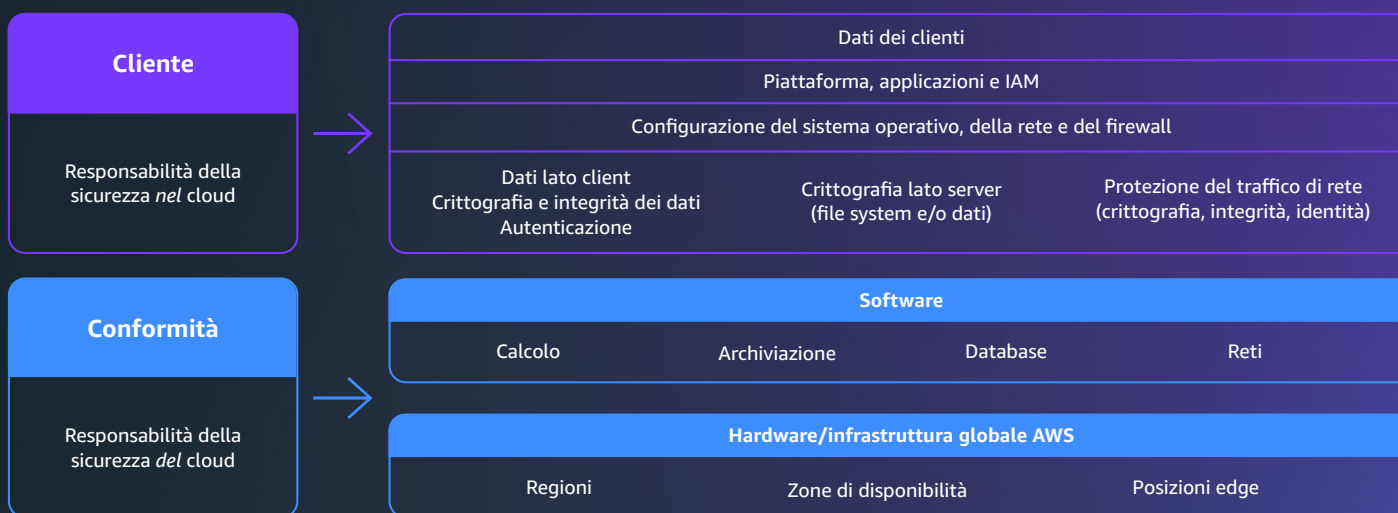 Cliente
Responsabilità della
sicurezza nel cloud
Dati dei clienti
Piattaforma, applicazioni e IAM
Configurazione del sistema operativo, della rete e del firewall
Dati lato client
Crittografia e integrità dei dati
Autenticazione
Crittografia lato server
(file system e/o dati)
Protezione del traffico di rete
(crittografia, integrità, identità)
Conformità
Responsabilità della
sicurezza del cloud
Software
Calcolo
Archiviazione
Database
Reti
Hardware/infrastruttura globale AWS
Regioni
Zone di disponibilità
Posizioni edge